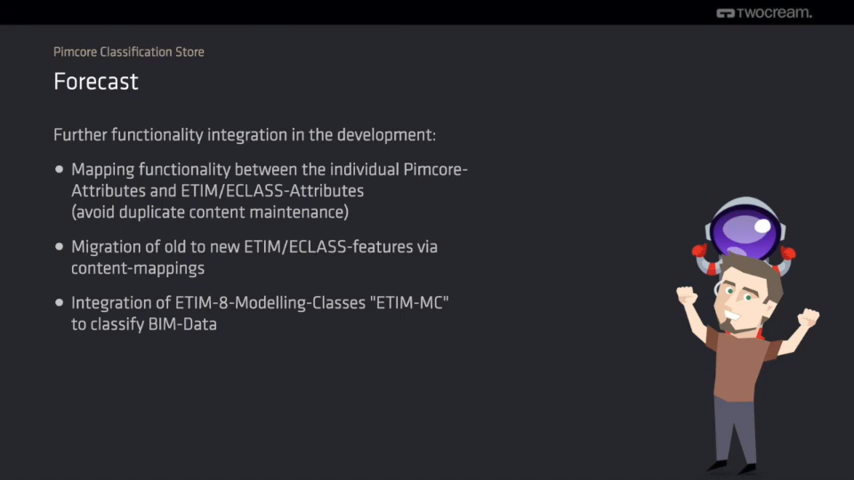 TWOCREAM.
Pimcore Classification Store
Forecast
Further functionality integration in the development:
• Mapping functionality between the individual Pimcore-
Attributes and ETIM/ECLASS-Attributes
(avoid duplicate content maintenance)
• Migration of old to new ETIM/ECLASS-features via
content-mappings
• Integration of ETIM-8-Modelling-Classes "ETIM-MC"
to classify BIM-Data